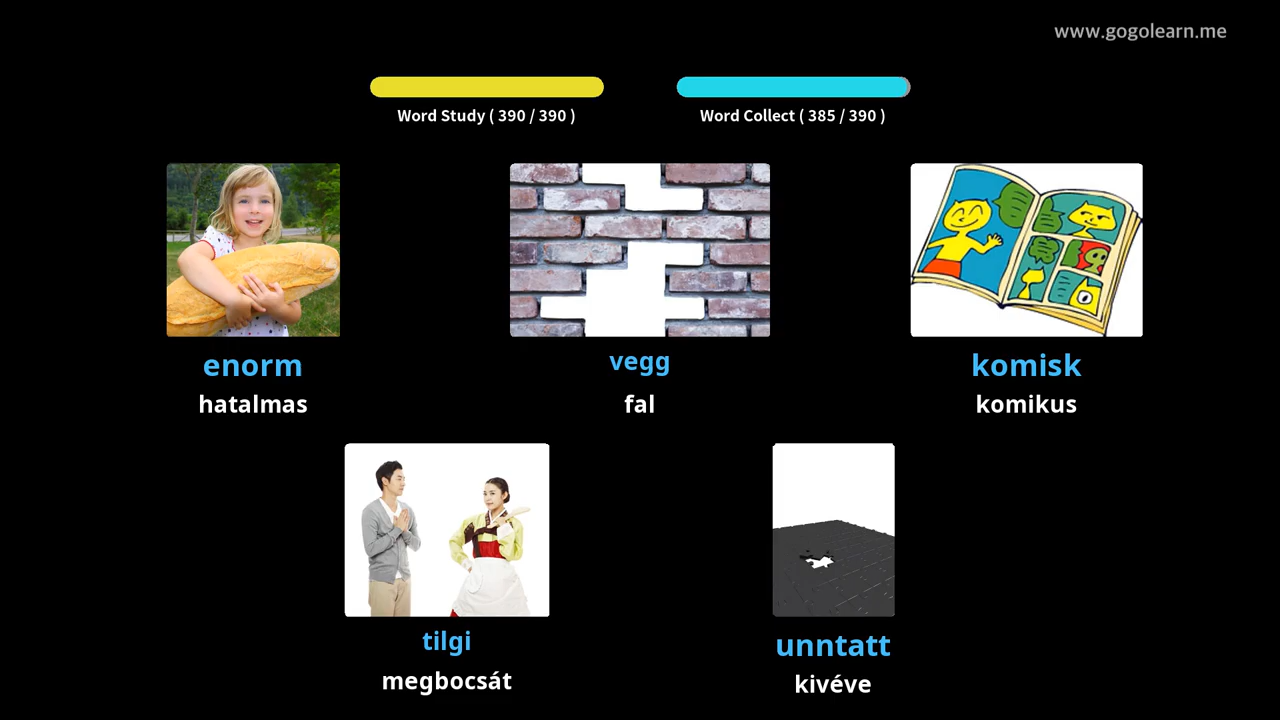 www.gogolearn.me
Word Study ( 390 / 390 )
Word Collect ( 385 / 390 )
enorm
hatalmas
vegg
fal
komisk
komikus
tilgi
megbocsát
unntatt
kivéve